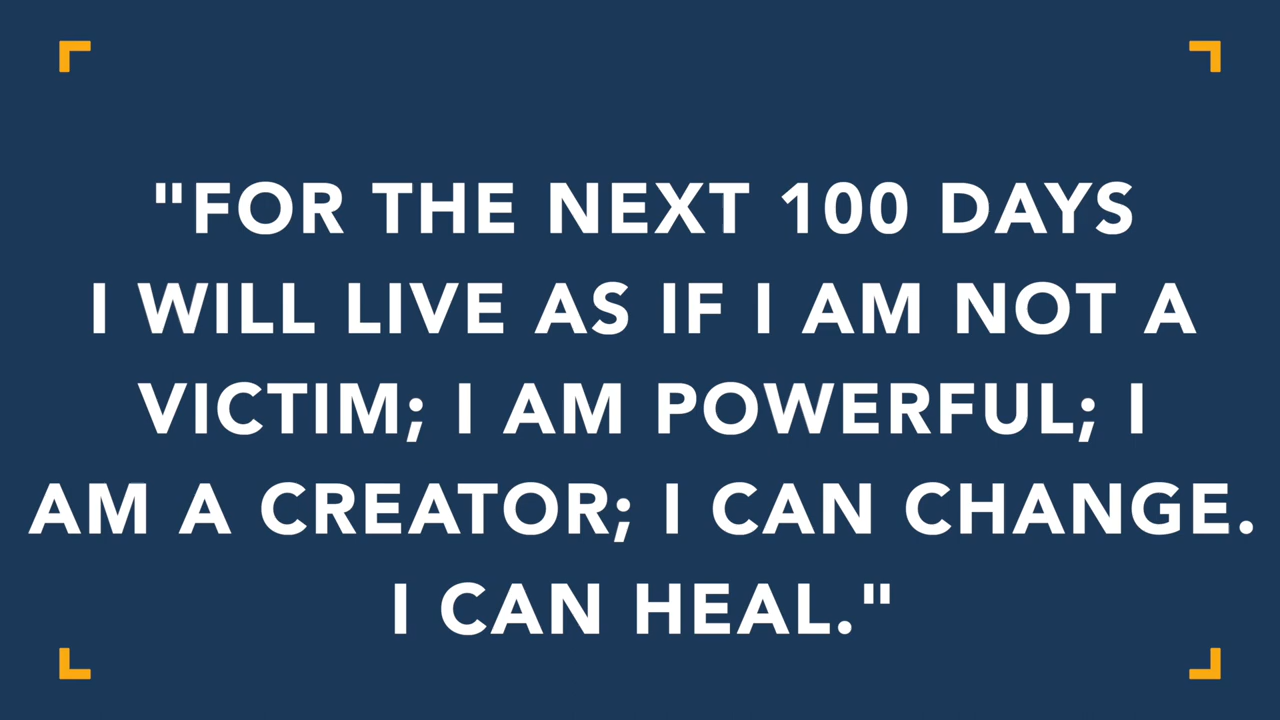 "FOR THE NEXT 100 DAYS
I WILL LIVE AS IF I AM NOT A
VICTIM; I AM POWERFUL; I
AM A CREATOR; I CAN CHANGE.
I CAN HEAL."